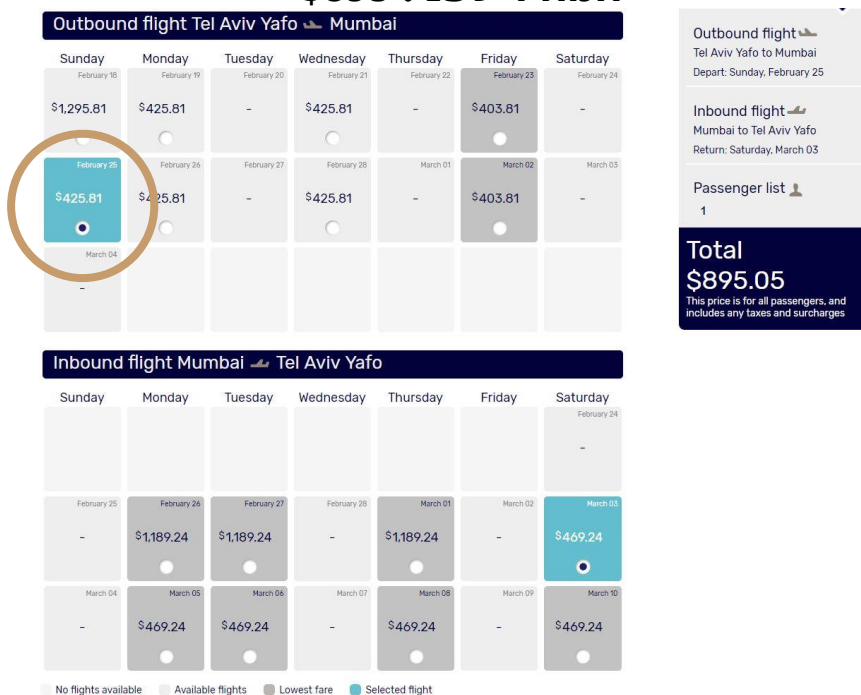 Outbound flight Tel Aviv Yafo Mumbai
Sunday Monday Tuesday Wednesday Thursday Friday Saturday
February 18 February 19 February 20 February 21 February 22 February 23 February 24
$1,295.81 $425.81 - $425.81 - $403.81 -
February 25 February 26 February 27 February 28 March 01 March 02 March 03
$425.81 $425.81 - $425.81 - $403.81 -
March 04
-
Inbound flight Mumbai Tel Aviv Yafo
Sunday Monday Tuesday Wednesday Thursday Friday Saturday
February 24
-
February 25 February 26 February 27 February 28 March 01 March 02 March 03
- $1,189.24 $1,189.24 - $1,189.24 - $469.24
March 04 March 05 March 06 March 07 March 08 March 09 March 10
- $469.24 $469.24 - $469.24 - $469.24
No flights available Available flights Lowest fare Selected flight
Outbound flight
Tel Aviv Yafo to Mumbai
Depart: Sunday, February 25
Inbound flight
Mumbai to Tel Aviv Yafo
Return: Saturday, March 03
Passenger list
1
Total
$895.05
This price is for all passengers, and
includes any taxes and surcharges